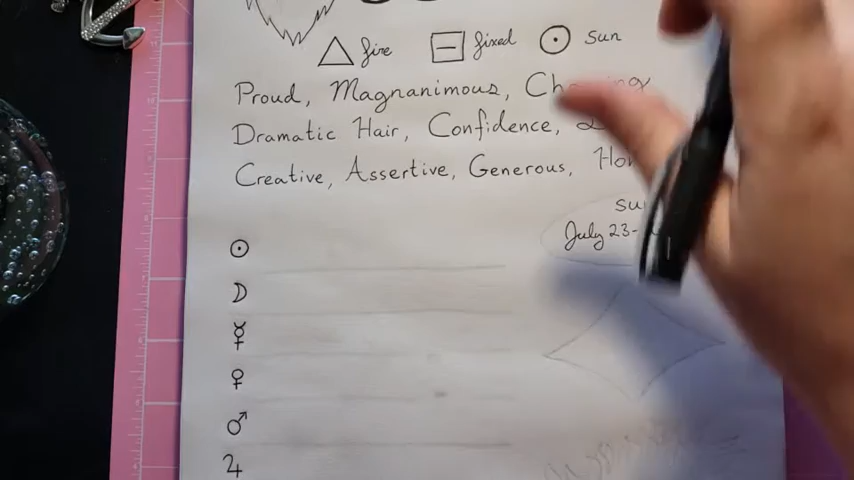 △ fire ⊟ fixed ☉ sun
Proud, Magnanimous,
Dramatic Hair, Confidence,
Creative, Assertive, Generous,
July 23-
☉
☽
☿
♀
♂
♃